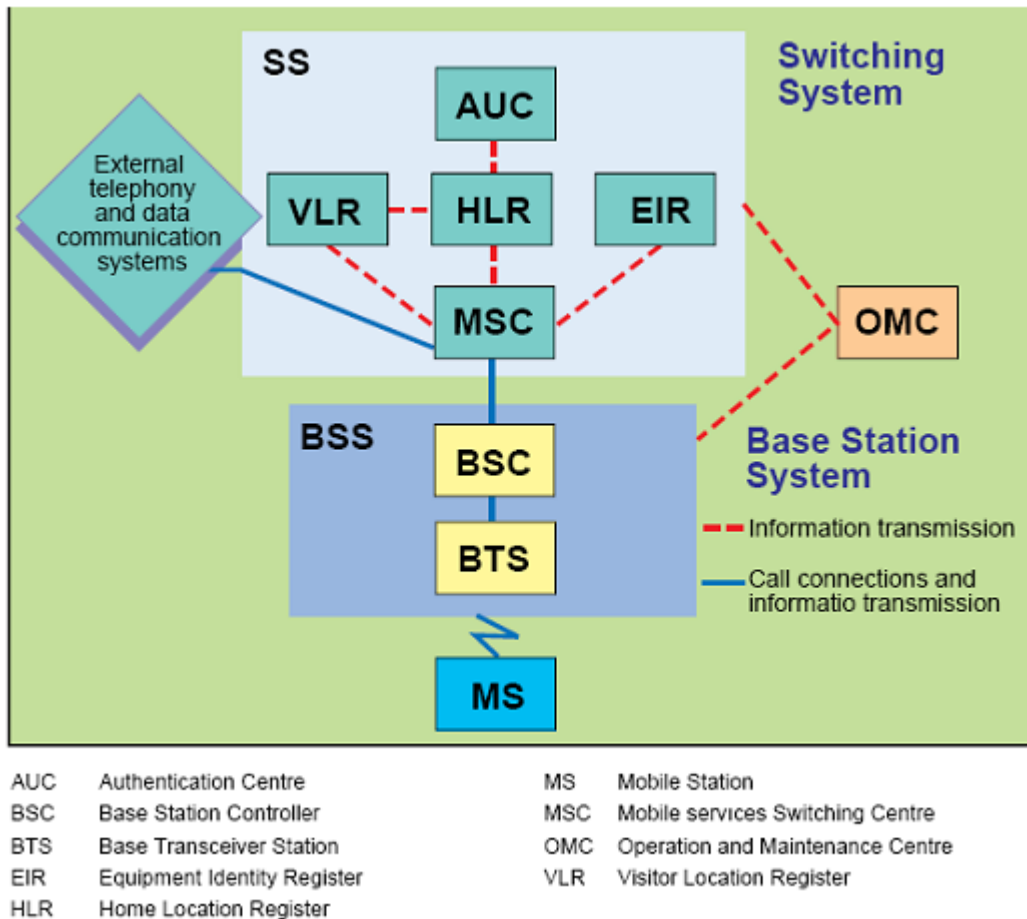 SS
Switching
System
AUC
External
telephony
and data
communication
systems
VLR
HLR
EIR
MSC
OMC
BSS
BSC
Base Station
System
Information transmission
BTS
Call connections and
informatio transmission
MS
AUC Authentication Centre
BSC Base Station Controller
BTS Base Transceiver Station
EIR Equipment Identity Register
HLR Home Location Register
MS Mobile Station
MSC Mobile services Switching Centre
OMC Operation and Maintenance Centre
VLR Visitor Location Register